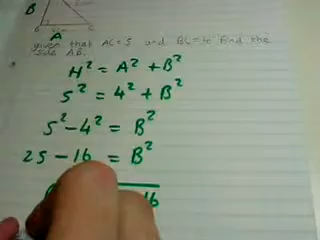 B
A
B
C
given that AC=5 and BC=to find the
side AB.
H² = A² + B²
5² = 4² + B²
5² - 4² = B²
25 - 16 = B²
16